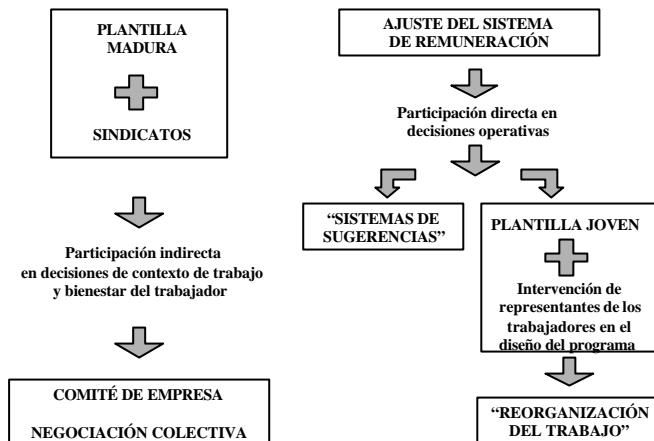 PLANTILLA
MADURA
SINDICATOS
Participación indirecta
en decisiones de contexto de trabajo
y bienestar del trabajador
COMITÉ DE EMPRESA
NEGOCIACIÓN COLECTIVA
AJUSTE DEL SISTEMA
DE REMUNERACIÓN
Participación directa en
decisiones operativas
“SISTEMAS DE
SUGERENCIAS”
PLANTILLA JOVEN
Intervención de
representantes de los
trabajadores en el
diseño del programa
“REORGANIZACIÓN
DEL TRABAJO”